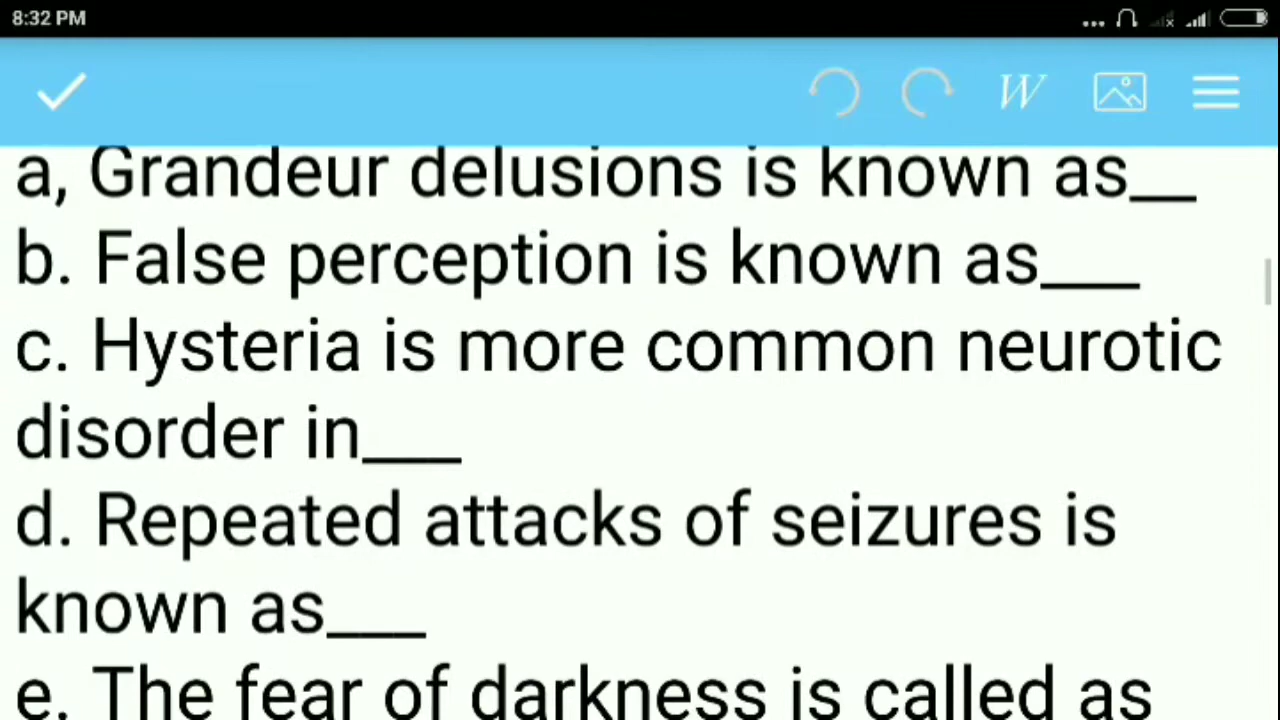 8:32 PM
W
a, Grandeur delusions is known as__
b. False perception is known as___
c. Hysteria is more common neurotic
disorder in___
d. Repeated attacks of seizures is
known as___
e. The fear of darkness is called as